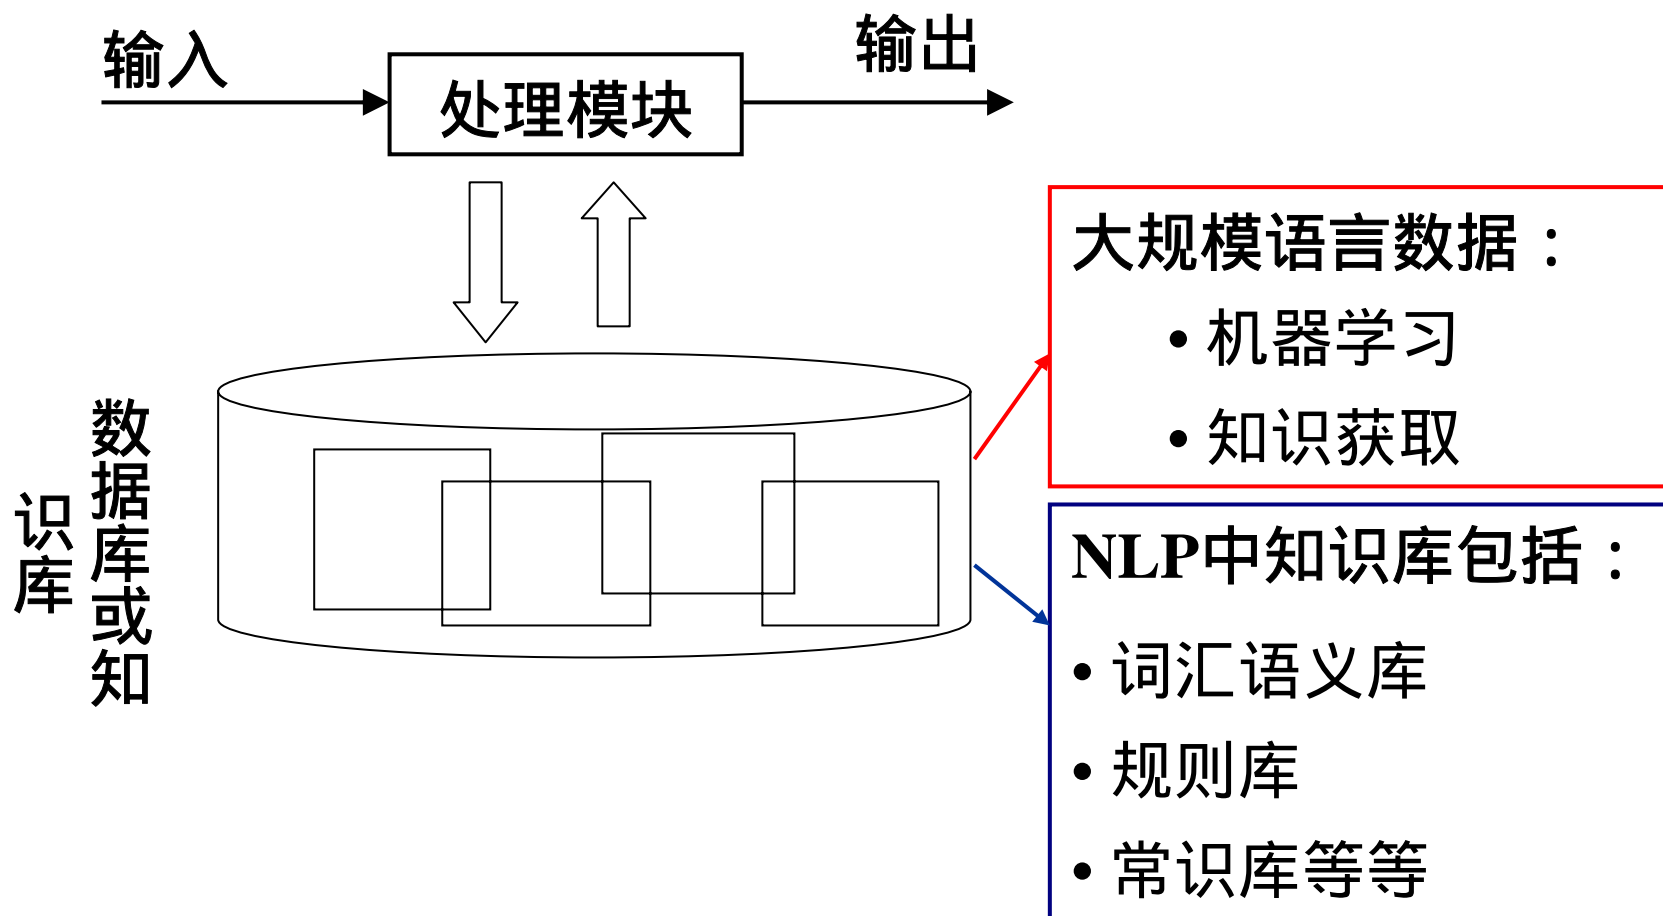 输入
输出
处理模块
大规模语言数据：
• 机器学习
• 知识获取
数据库或知
识库
NLP中知识库包括：
• 词汇语义库
• 规则库
• 常识库等等